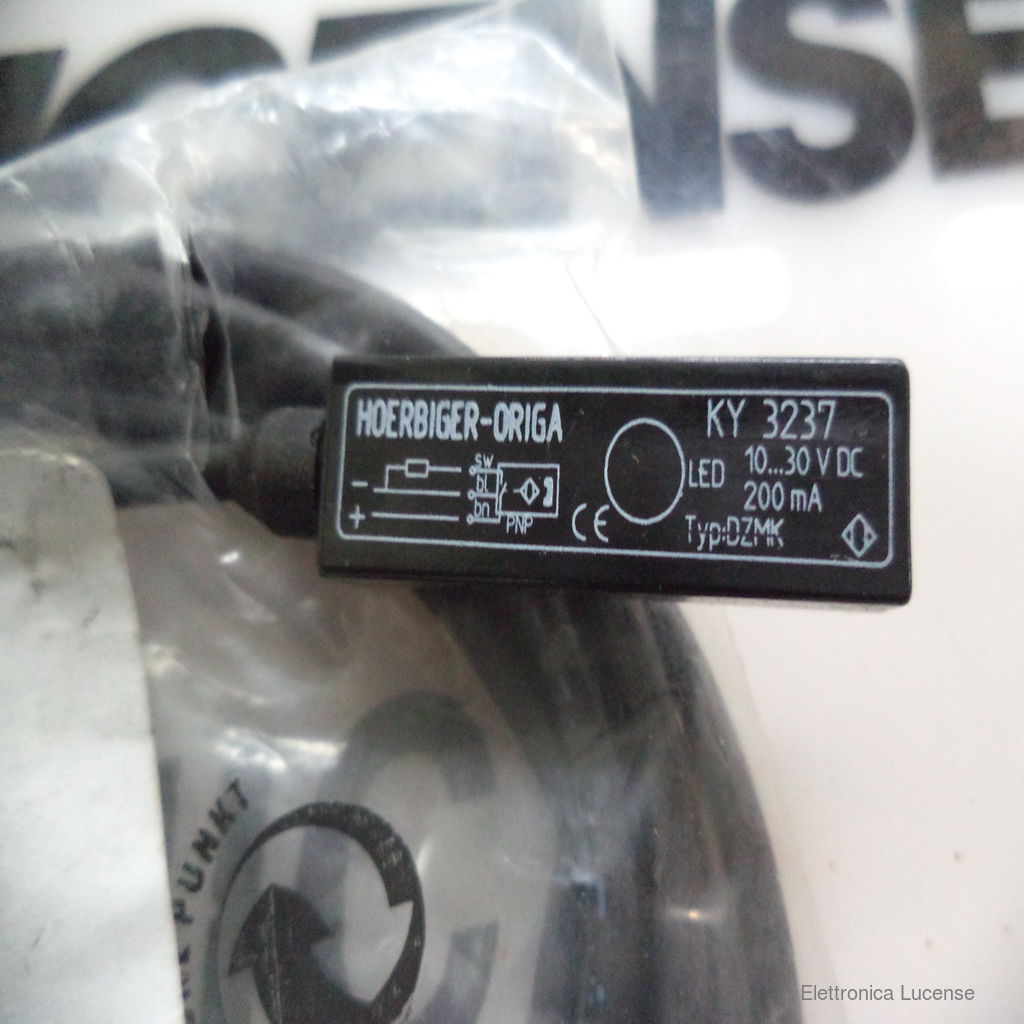 HOERBIGER-ORIGA
KY 3237
LED
10...30 V DC
200 mA
Typ:DZMK
sw
bl
bn
−
+
PNP
CE
PUNKT
Elettronica Lucense